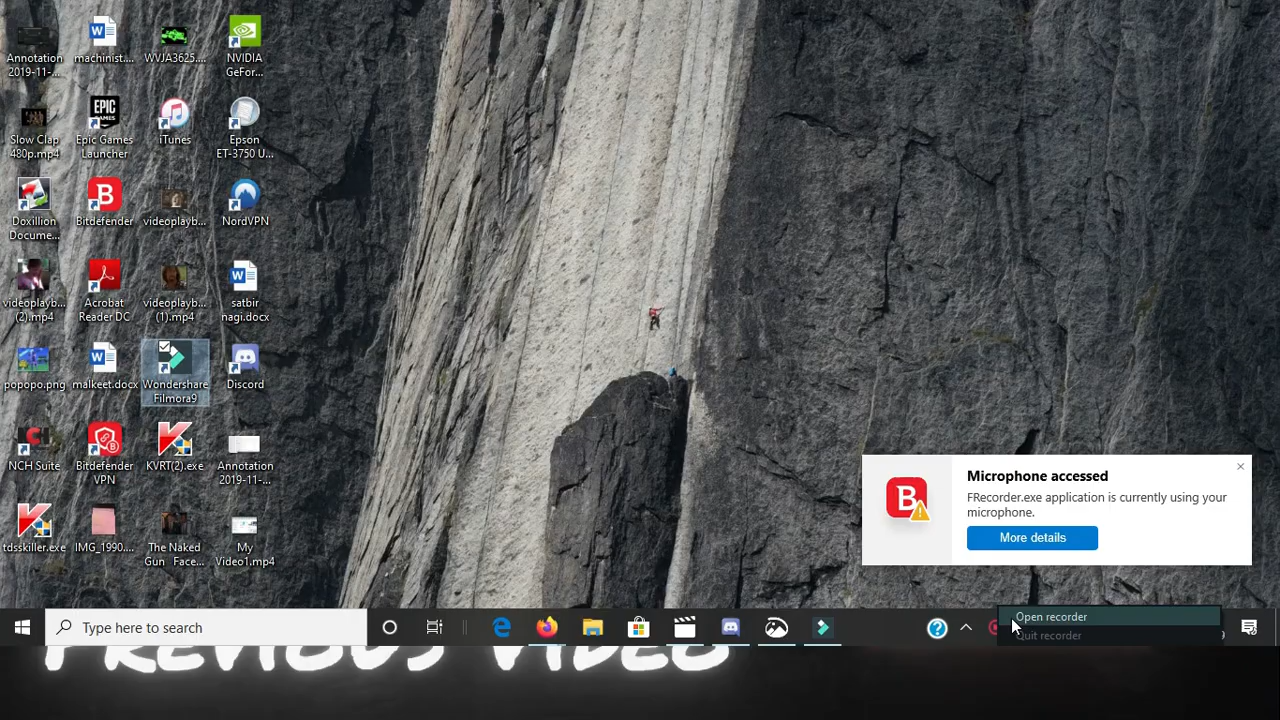 Annotation
2019-11-...
machinist....
WVJA3625....
NVIDIA
GeFor...
Slow Clap
480p.mp4
EPIC
GAMES
Epic Games
Launcher
iTunes
Epson
ET-3750 U...
Doxillion
Docume...
B
Bitdefender
videoplayb...
NordVPN
videoplayb...
(2).mp4
Acrobat
Reader DC
videoplayb...
(1).mp4
satbir
nagi.docx
popopo.png
malkeet.docx
Wondershare
Filmora9
Discord
NCH Suite
Bitdefender
VPN
KVRT(2).exe
Annotation
2019-11-...
tdsskiller.exe
IMG_1990....
The Naked
Gun Face...
My
Video1.mp4
B
Microphone accessed
FRecorder.exe application is currently using your
microphone.
More details
Type here to search
Open recorder
Quit recorder
PREVIOUS VIDEO